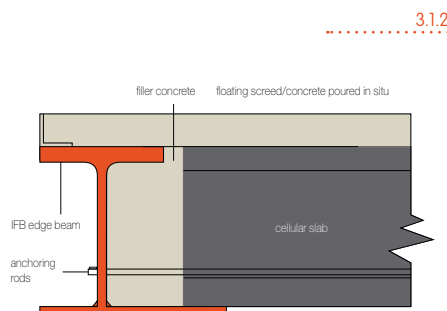 3.1.2
filler concrete
floating screed/concrete poured in situ
IFB edge beam
cellular slab
anchoring
rods